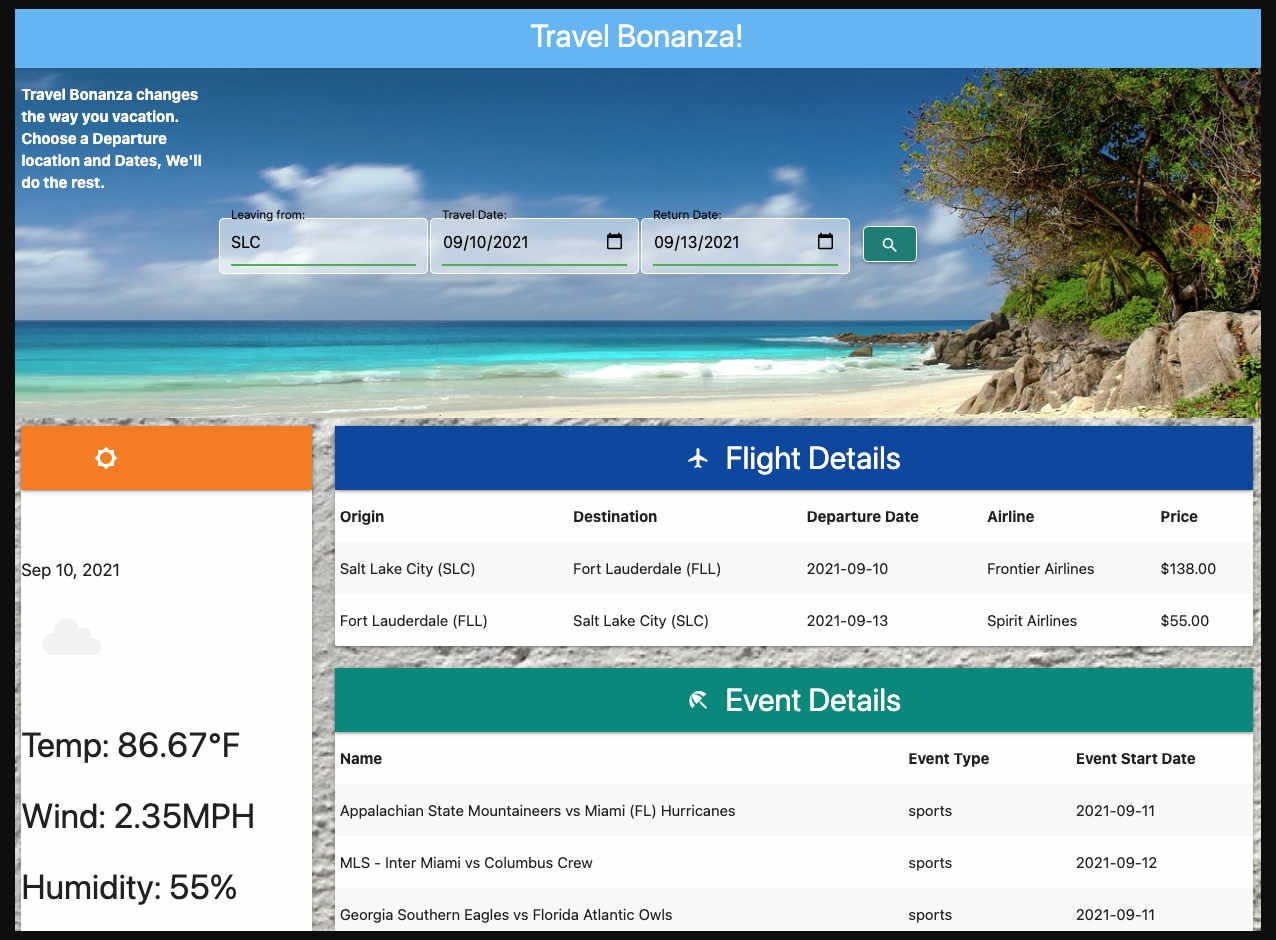 Travel Bonanza!
Travel Bonanza changes
the way you vacation.
Choose a Departure
location and Dates, We'll
do the rest.
Leaving from: Travel Date: Return Date:
SLC 09/10/2021 09/13/2021
Flight Details
Origin Destination Departure Date Airline Price
Salt Lake City (SLC) Fort Lauderdale (FLL) 2021-09-10 Frontier Airlines $138.00
Fort Lauderdale (FLL) Salt Lake City (SLC) 2021-09-13 Spirit Airlines $55.00
Sep 10, 2021
Temp: 86.67°F
Wind: 2.35MPH
Humidity: 55%
Event Details
Name Event Type Event Start Date
Appalachian State Mountaineers vs Miami (FL) Hurricanes sports 2021-09-11
MLS - Inter Miami vs Columbus Crew sports 2021-09-12
Georgia Southern Eagles vs Florida Atlantic Owls sports 2021-09-11